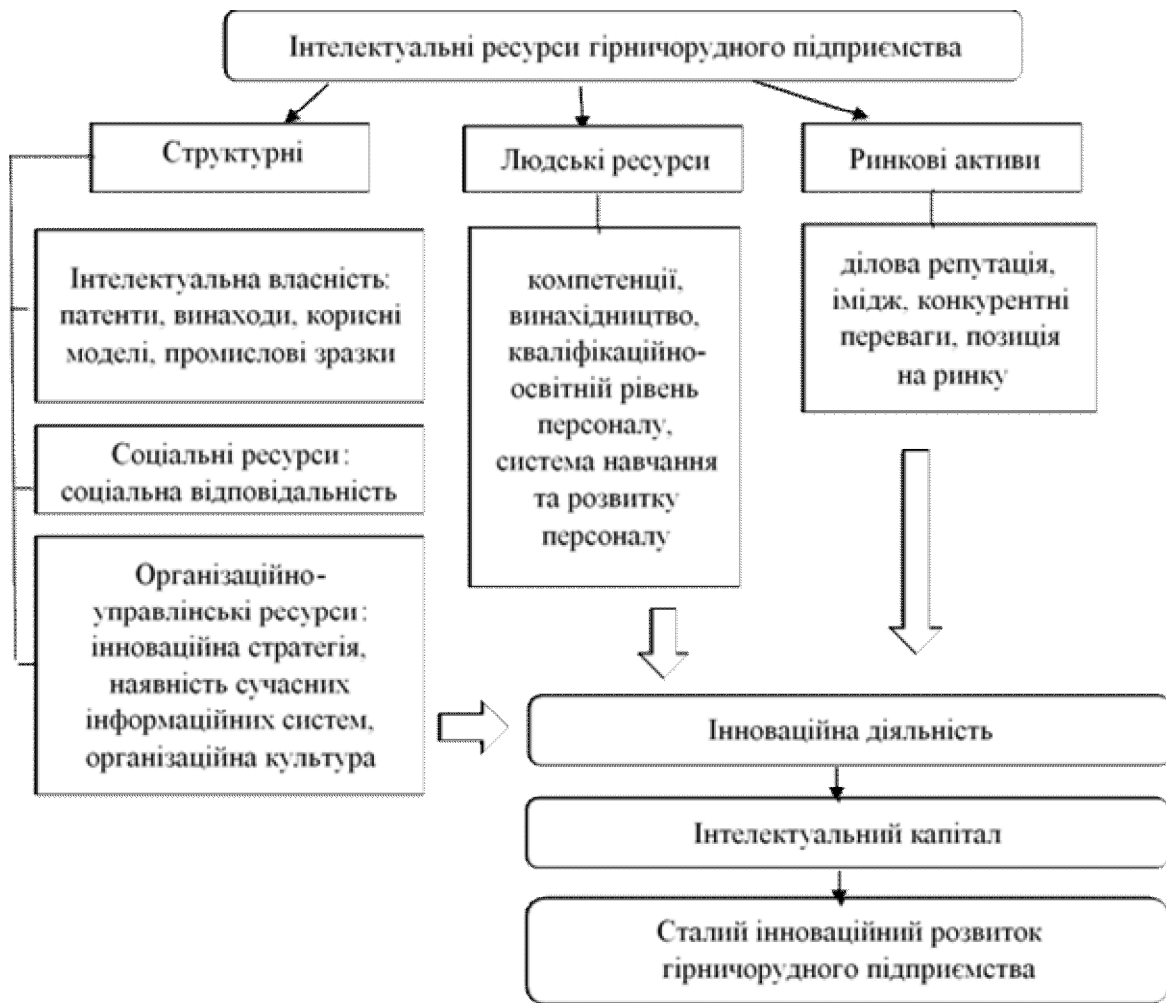 Інтелектуальні ресурси гірничорудного підприємства
Структурні
Людські ресурси
Ринкові активи
Інтелектуальна власність:
патенти, винаходи, корисні
моделі, промислові зразки
Соціальні ресурси:
соціальна відповідальність
Організаційно-
управлінські ресурси:
інноваційна стратегія,
наявність сучасних
інформаційних систем,
організаційна культура
компетенції,
винахідництво,
кваліфікаційно-
освітній рівень
персоналу,
система навчання
та розвитку
персоналу
ділова репутація,
імідж, конкурентні
переваги, позиція
на ринку
Інноваційна діяльність
Інтелектуальний капітал
Сталий інноваційний розвиток
гірничорудного підприємства